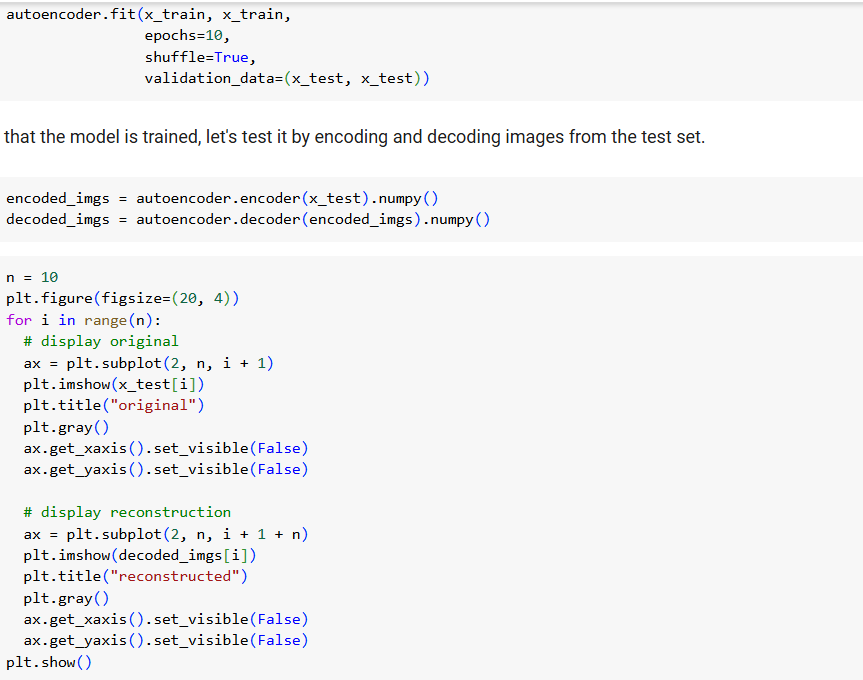 autoencoder.fit(x_train, x_train,
                epochs=10,
                shuffle=True,
                validation_data=(x_test, x_test))
that the model is trained, let's test it by encoding and decoding images from the test set.
encoded_imgs = autoencoder.encoder(x_test).numpy()
decoded_imgs = autoencoder.decoder(encoded_imgs).numpy()
n = 10
plt.figure(figsize=(20, 4))
for i in range(n):
  # display original
  ax = plt.subplot(2, n, i + 1)
  plt.imshow(x_test[i])
  plt.title("original")
  plt.gray()
  ax.get_xaxis().set_visible(False)
  ax.get_yaxis().set_visible(False)
  # display reconstruction
  ax = plt.subplot(2, n, i + 1 + n)
  plt.imshow(decoded_imgs[i])
  plt.title("reconstructed")
  plt.gray()
  ax.get_xaxis().set_visible(False)
  ax.get_yaxis().set_visible(False)
plt.show()